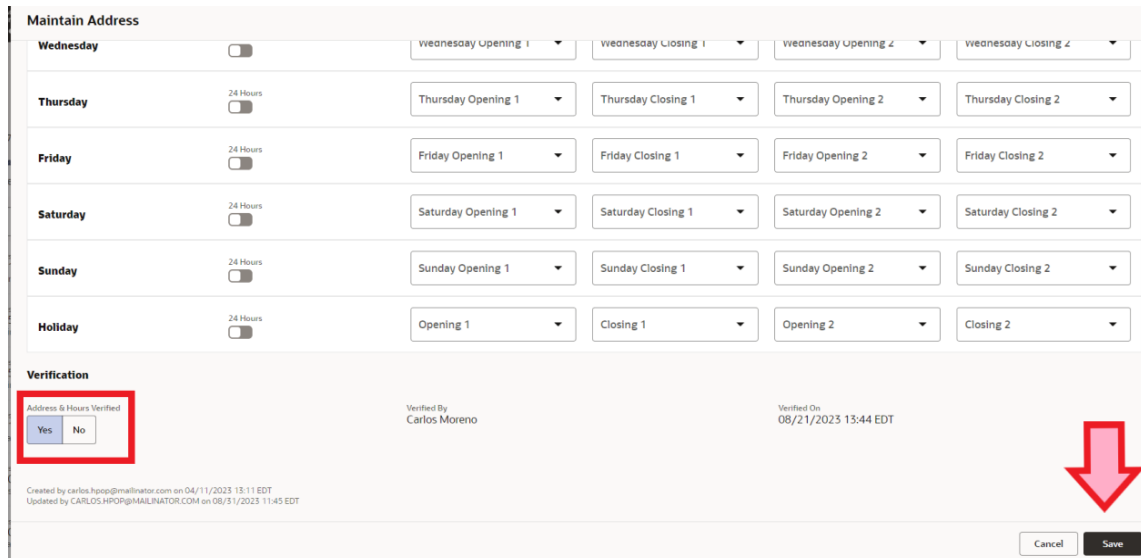 Maintain Address
Wednesday Wednesday Opening 1 Wednesday Closing 1 Wednesday Opening 2 Wednesday Closing 2
24 Hours
Thursday Thursday Opening 1 Thursday Closing 1 Thursday Opening 2 Thursday Closing 2
24 Hours
Friday Friday Opening 1 Friday Closing 1 Friday Opening 2 Friday Closing 2
24 Hours
Saturday Saturday Opening 1 Saturday Closing 1 Saturday Opening 2 Saturday Closing 2
24 Hours
Sunday Sunday Opening 1 Sunday Closing 1 Sunday Opening 2 Sunday Closing 2
24 Hours
Holiday Opening 1 Closing 1 Opening 2 Closing 2
Verification
Address & Hours Verified Verified By Verified On
Yes No Carlos Moreno 08/21/2023 13:44 EDT
Created by carlos.hpop@mailinator.com on 04/11/2023 13:11 EDT
Updated by CARLOS.HPOP@MAILINATOR.COM on 08/31/2023 11:45 EDT
Cancel Save